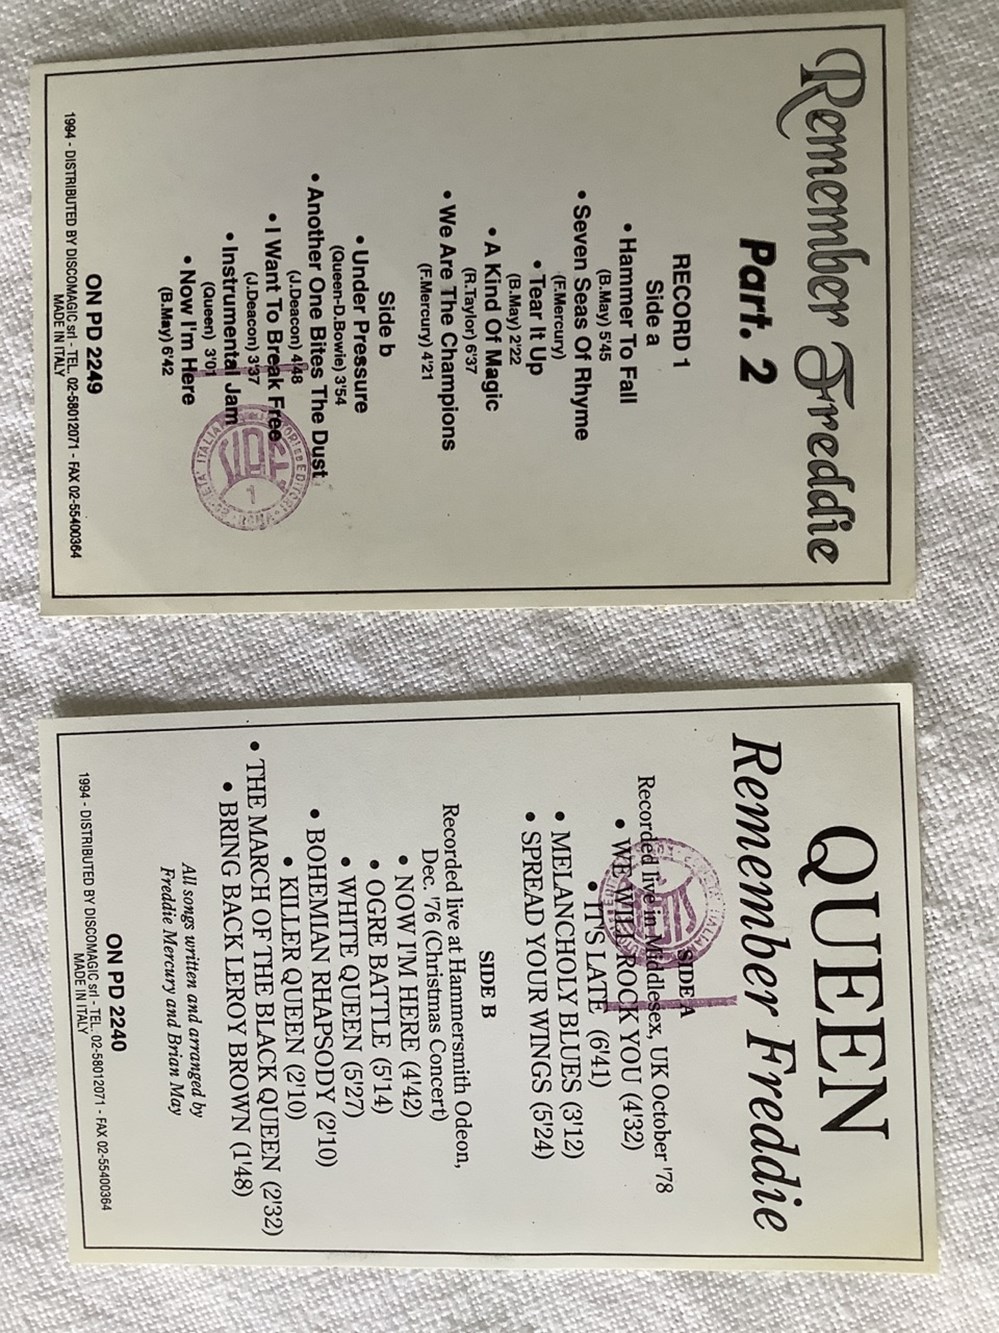 Remember Freddie
Part. 2
RECORD 1
Side a
• Hammer To Fall
(B.May) 5'45
• Seven Seas Of Rhyme
(F.Mercury)
• Tear It Up
(B.May) 2'22
• A Kind Of Magic
(R.Taylor) 6'37
• We Are The Champions
(F.Mercury) 4'21
Side b
• Under Pressure
(Queen-D.Bowie) 3'54
• Another One Bites The Dust
(J.Deacon) 4'48
• I Want To Break Free
(J.Deacon) 3'37
• Instrumental Jam
(Queen) 3'01
• Now I'm Here
(B.May) 6'42
ON PD 2249
1994 - DISTRIBUTED BY DISCOMAGIC srl - TEL. 02-58012071 - FAX 02-55400364
MADE IN ITALY
QUEEN
Remember Freddie
SIDE A
Recorded live in Middlesex, UK October '78
• WE WILL ROCK YOU (4'32)
• IT'S LATE (6'41)
• MELANCHOLY BLUES (3'12)
• SPREAD YOUR WINGS (5'24)
SIDE B
Recorded live at Hammersmith Odeon,
Dec. '76 (Christmas Concert)
• NOW I'M HERE (4'42)
• OGRE BATTLE (5'14)
• WHITE QUEEN (5'27)
• BOHEMIAN RHAPSODY (2'10)
• KILLER QUEEN (2'10)
• THE MARCH OF THE BLACK QUEEN (2'32)
• BRING BACK LEROY BROWN (1'48)
All songs written and arranged by
Freddie Mercury and Brian May
ON PD 2240
1994 - DISTRIBUTED BY DISCOMAGIC srl - TEL. 02-58012071 - FAX 02-55400364
MADE IN ITALY